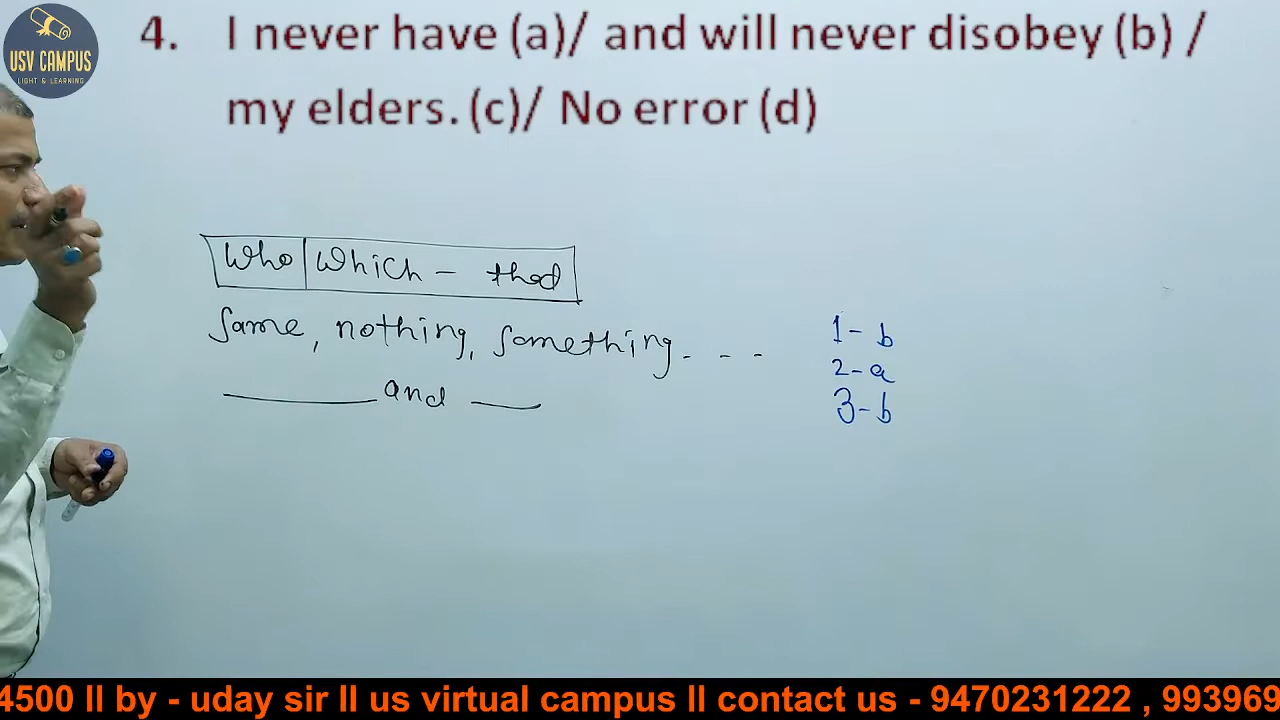 USV CAMPUS
LIGHT & LEARNING
4. I never have (a)/ and will never disobey (b) /
my elders. (c)/ No error (d)
Who | Which - that
Same, nothing, something. - - -
_____ and ___
1- b
2- a
3- b
4500 ll by - uday sir ll us virtual campus ll contact us - 9470231222 , 993969